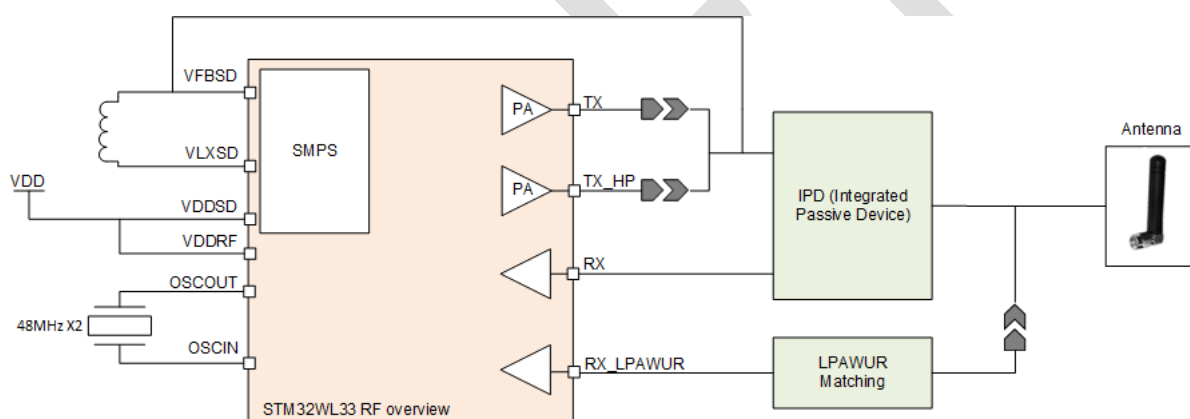 VFBSD
SMPS
VLXSD
VDD
VDDSD
VDDRF
OSCOUT
48MHz X2
OSCIN
PA
TX
PA
TX_HP
RX
RX_LPAWUR
STM32WL33 RF overview
IPD (Integrated
Passive Device)
LPAWUR
Matching
Antenna